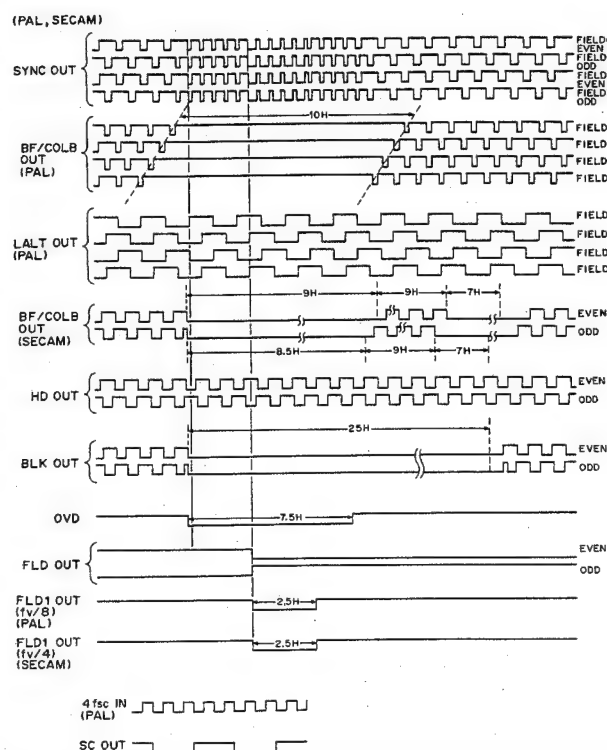 (PAL, SECAM)
FIELD
EVEN
FIELD
ODD
FIELD
EVEN
FIELD
ODD
SYNC OUT
10H
BF/COLB
OUT
(PAL)
FIELD
FIELD
FIELD
FIELD
LALT OUT
(PAL)
FIELD
FIELD
FIELD
FIELD
9H
9H
7H
BF/COLB
OUT
(SECAM)
EVEN
ODD
8.5H
9H
7H
HD OUT
EVEN
ODD
25H
BLK OUT
EVEN
ODD
OVD
7.5H
FLD OUT
EVEN
ODD
FLD1 OUT
(fv/8)
(PAL)
2.5H
FLD1 OUT
(fv/4)
(SECAM)
2.5H
4fsc IN
(PAL)
SC OUT